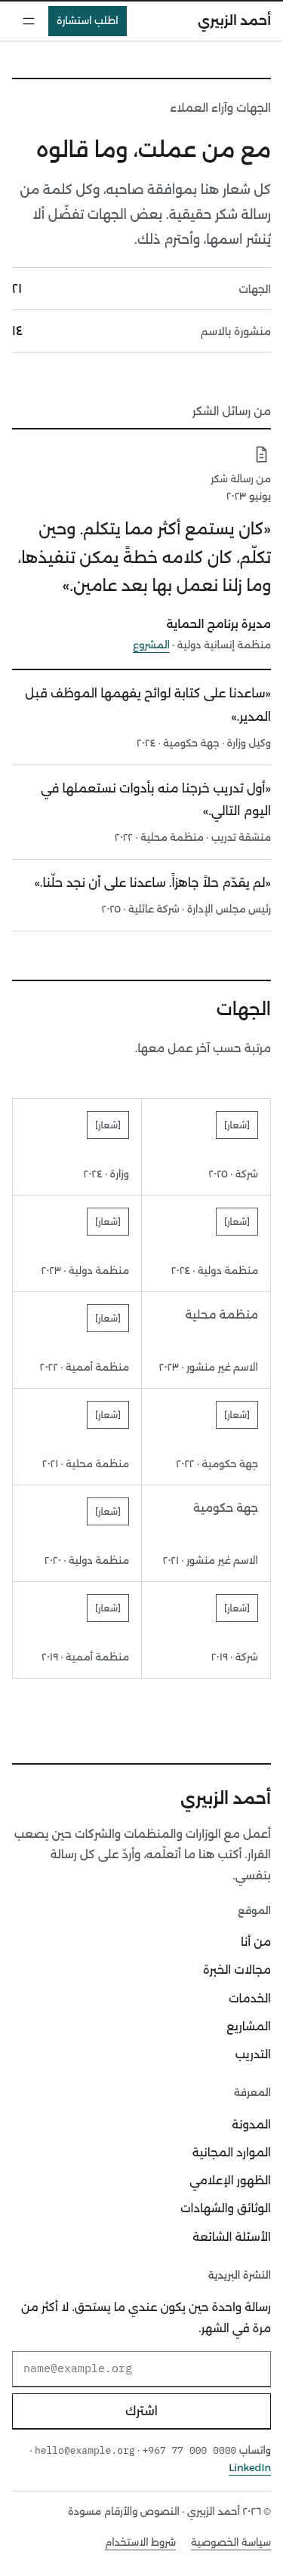 أحمد الزبيري
اطلب استشارة
الجهات وآراء العملاء
مع من عملت، وما قالوه
كل شعار هنا بموافقة صاحبه، وكل كلمة من
رسالة شكر حقيقية. بعض الجهات تفضّل ألا
يُنشر اسمها، وأحترم ذلك.
الجهات ٢١
منشورة بالاسم ١٤
من رسائل الشكر
من رسالة شكر
يونيو ٢٠٢٣
«كان يستمع أكثر مما يتكلم. وحين
تكلّم، كان كلامه خطةً يمكن تنفيذها،
وما زلنا نعمل بها بعد عامين.»
مديرة برنامج الحماية
منظمة إنسانية دولية · المشروع
«ساعدنا على كتابة لوائح يفهمها الموظف قبل
المدير.»
وكيل وزارة · جهة حكومية · ٢٠٢٤
«أول تدريب خرجنا منه بأدوات نستعملها في
اليوم التالي.»
منسّقة تدريب · منظمة محلية · ٢٠٢٢
«لم يقدّم حلاً جاهزاً. ساعدنا على أن نجد حلّنا.»
رئيس مجلس الإدارة · شركة عائلية · ٢٠٢٥
الجهات
مرتبة حسب آخر عمل معها.
[شعار] [شعار]
شركة · ٢٠٢٥ وزارة · ٢٠٢٤
[شعار] [شعار]
منظمة دولية · ٢٠٢٤ منظمة دولية · ٢٠٢٣
منظمة محلية [شعار]
الاسم غير منشور · ٢٠٢٣ منظمة أممية · ٢٠٢٢
[شعار] [شعار]
جهة حكومية · ٢٠٢٢ منظمة محلية · ٢٠٢١
جهة حكومية [شعار]
الاسم غير منشور · ٢٠٢١ منظمة دولية · ٢٠٢٠
[شعار] [شعار]
شركة · ٢٠١٩ منظمة أممية · ٢٠١٩
أحمد الزبيري
أعمل مع الوزارات والمنظمات والشركات حين يصعب
القرار. أكتب هنا ما أتعلّمه، وأردّ على كل رسالة
بنفسي.
الموقع
من أنا
مجالات الخبرة
الخدمات
المشاريع
التدريب
المعرفة
المدونة
الموارد المجانية
الظهور الإعلامي
الوثائق والشهادات
الأسئلة الشائعة
النشرة البريدية
رسالة واحدة حين يكون عندي ما يستحق. لا أكثر من
مرة في الشهر.
name@example.org
اشترك
واتساب +967 77 000 0000 · hello@example.org ·
LinkedIn
© ٢٠٢٦ أحمد الزبيري · النصوص والأرقام مسودة
سياسة الخصوصية شروط الاستخدام